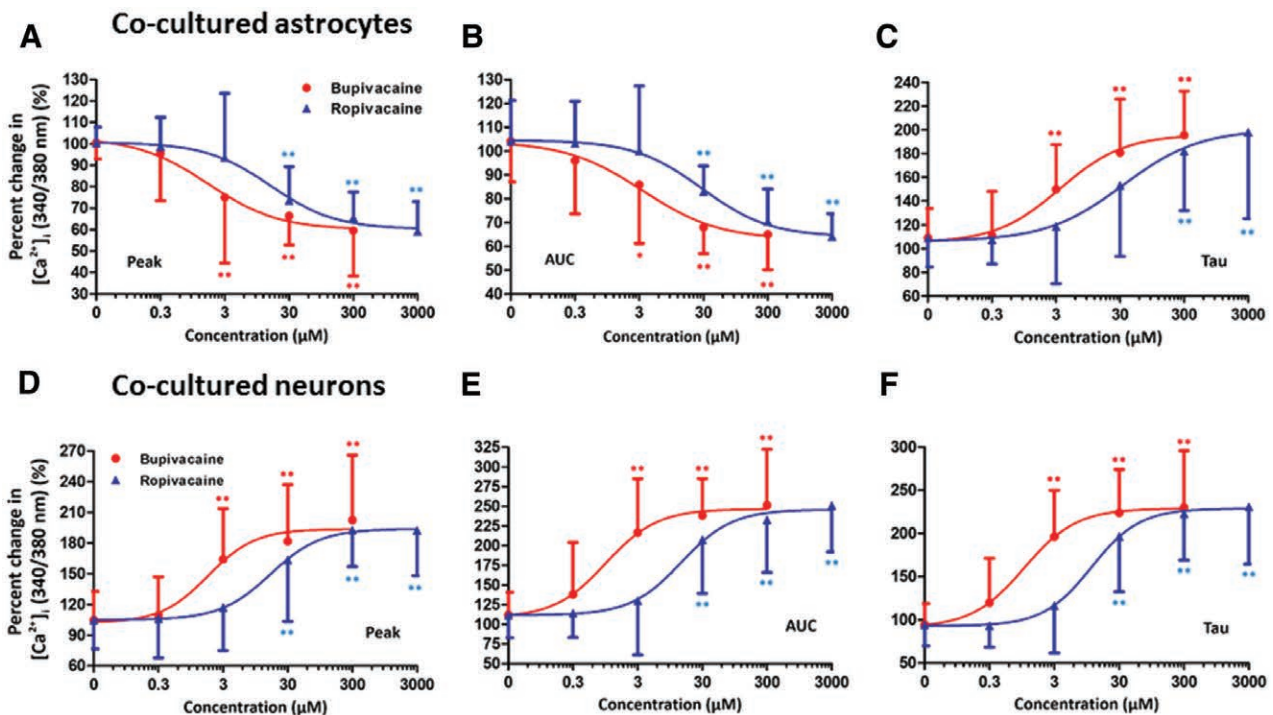 Co-cultured astrocytes
A
B
C
Percent change in
[Ca²⁺]ᵢ (340/380 nm) (%)
130
120
110
100
90
80
70
60
50
40
30
Bupivacaine
Ropivacaine
**
**
**
**
**
**
Peak
0 0.3 3 30 300 3000
Concentration (µM)
130
120
110
100
90
80
70
60
50
40
**
**
**
*
**
**
AUC
0 0.3 3 30 300 3000
Concentration (µM)
240
220
200
180
160
140
120
100
80
60
**
**
**
**
**
Tau
0 0.3 3 30 300 3000
Concentration (µM)
Co-cultured neurons
D
E
F
Percent change in
[Ca²⁺]ᵢ (340/380 nm) (%)
270
240
210
180
150
120
90
60
Bupivacaine
Ropivacaine
**
**
**
**
**
**
Peak
0 0.3 3 30 300 3000
Concentration (µM)
325
300
275
250
225
200
175
150
125
100
75
50
**
**
**
**
**
**
AUC
0 0.3 3 30 300 3000
Concentration (µM)
300
250
200
150
100
50
**
**
**
**
**
**
Tau
0 0.3 3 30 300 3000
Concentration (µM)